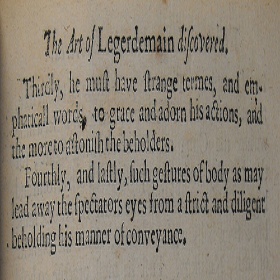 The Art of Legerdemain diſcovered.
Thirdly, he muſt have ſtrange termes, and em-
phaticall words, to grace and adorn his actions, and
the more to aſtoniſh the beholders.
Fourthly, and laſtly, ſuch geſtures of body as may
lead away the ſpectators eyes from a ſtrict and diligent
beholding his manner of conveyance.